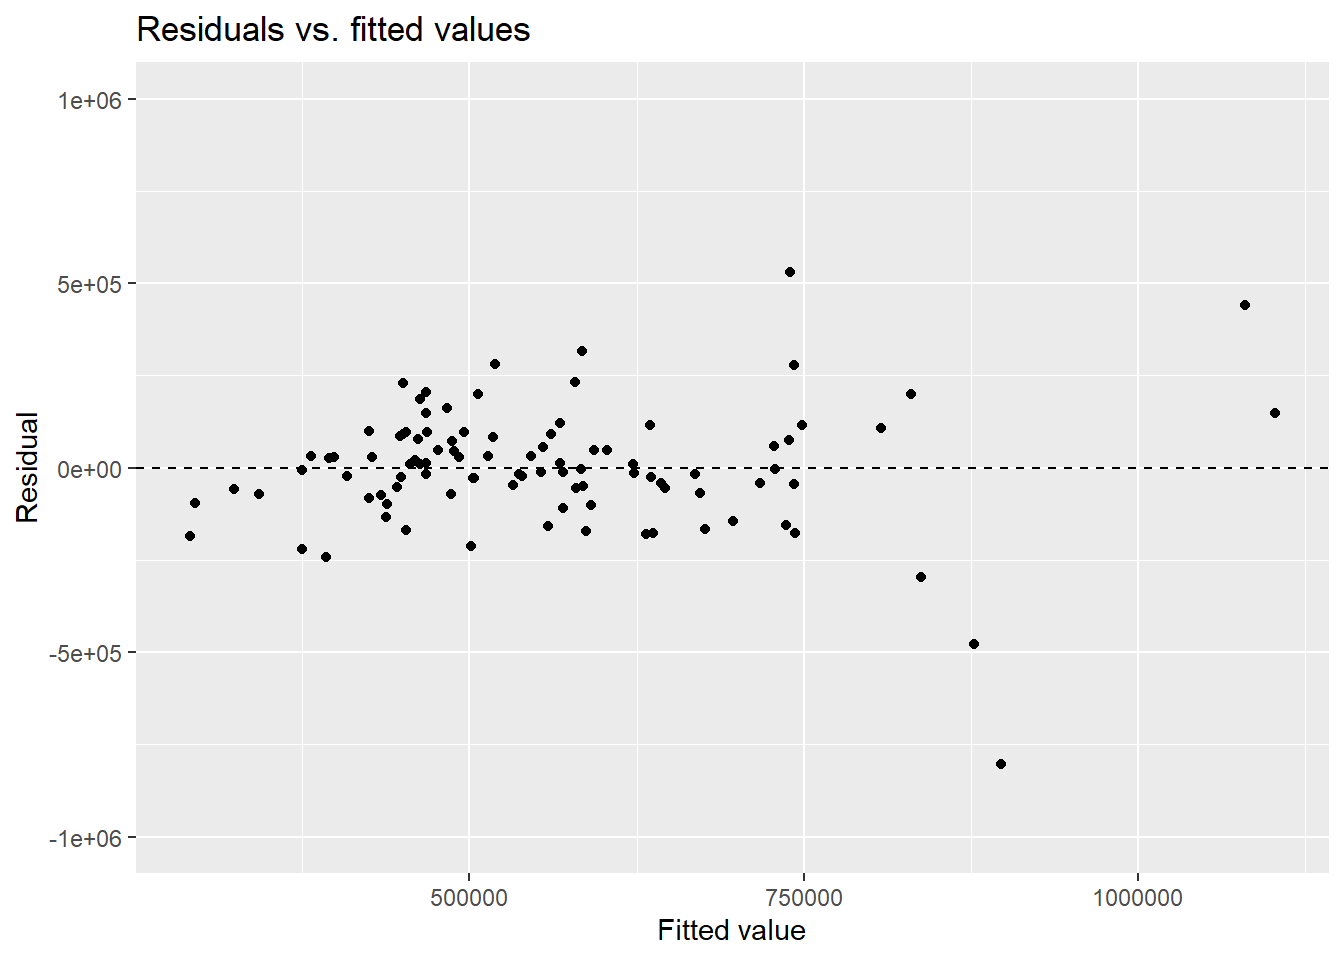 Residuals vs. fitted values
1e+06
5e+05
0e+00
-5e+05
-1e+06
Residual
500000 750000 1000000
Fitted value